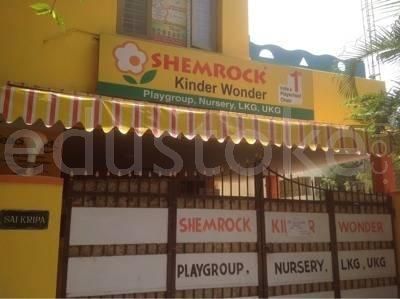 SHEMROCK
Kinder Wonder
Playgroup, Nursery, LKG, UKG
1st
India's
Playschool
Chain
edustoke
SAI KRIPA
SHEMROCK KINDER WONDER
PLAYGROUP, NURSERY, LKG, UKG